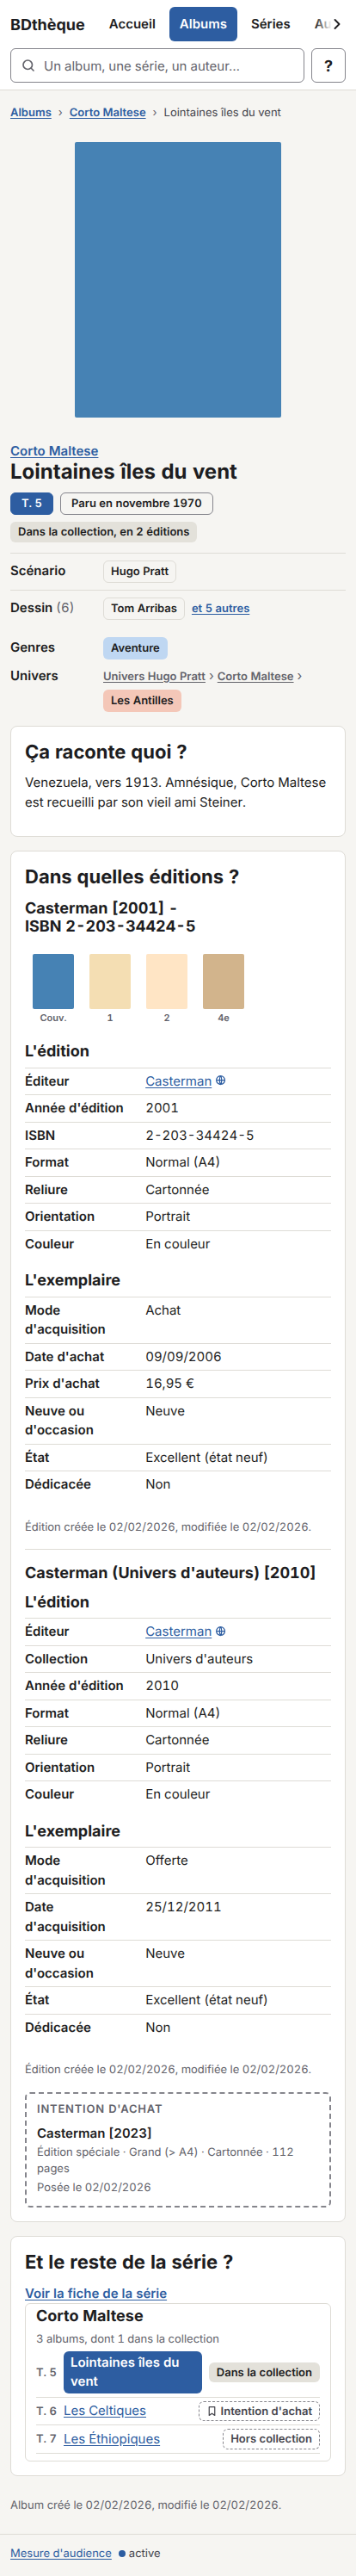 BDthèque Accueil Albums Séries
Un album, une série, un auteur... ?
Albums › Corto Maltese › Lointaines îles du vent
Corto Maltese
Lointaines îles du vent
T. 5 Paru en novembre 1970
Dans la collection, en 2 éditions
Scénario Hugo Pratt
Dessin (6) Tom Arribas et 5 autres
Genres Aventure
Univers Univers Hugo Pratt › Corto Maltese ›
Les Antilles
Ça raconte quoi ?
Venezuela, vers 1913. Amnésique, Corto Maltese
est recueilli par son vieil ami Steiner.
Dans quelles éditions ?
Casterman [2001] -
ISBN 2-203-34424-5
Couv. 1 2 4e
L'édition
Éditeur Casterman
Année d'édition 2001
ISBN 2-203-34424-5
Format Normal (A4)
Reliure Cartonnée
Orientation Portrait
Couleur En couleur
L'exemplaire
Mode Achat
d'acquisition
Date d'achat 09/09/2006
Prix d'achat 16,95 €
Neuve ou Neuve
d'occasion
État Excellent (état neuf)
Dédicacée Non
Édition créée le 02/02/2026, modifiée le 02/02/2026.
Casterman (Univers d'auteurs) [2010]
L'édition
Éditeur Casterman
Collection Univers d'auteurs
Année d'édition 2010
Format Normal (A4)
Reliure Cartonnée
Orientation Portrait
Couleur En couleur
L'exemplaire
Mode Offerte
d'acquisition
Date 25/12/2011
d'acquisition
Neuve ou Neuve
d'occasion
État Excellent (état neuf)
Dédicacée Non
Édition créée le 02/02/2026, modifiée le 02/02/2026.
INTENTION D'ACHAT
Casterman [2023]
Édition spéciale · Grand (> A4) · Cartonnée · 112
pages
Posée le 02/02/2026
Et le reste de la série ?
Voir la fiche de la série
Corto Maltese
3 albums, dont 1 dans la collection
T. 5 Lointaines îles du vent Dans la collection
T. 6 Les Celtiques Intention d'achat
T. 7 Les Éthiopiques Hors collection
Album créé le 02/02/2026, modifié le 02/02/2026.
Mesure d'audience active